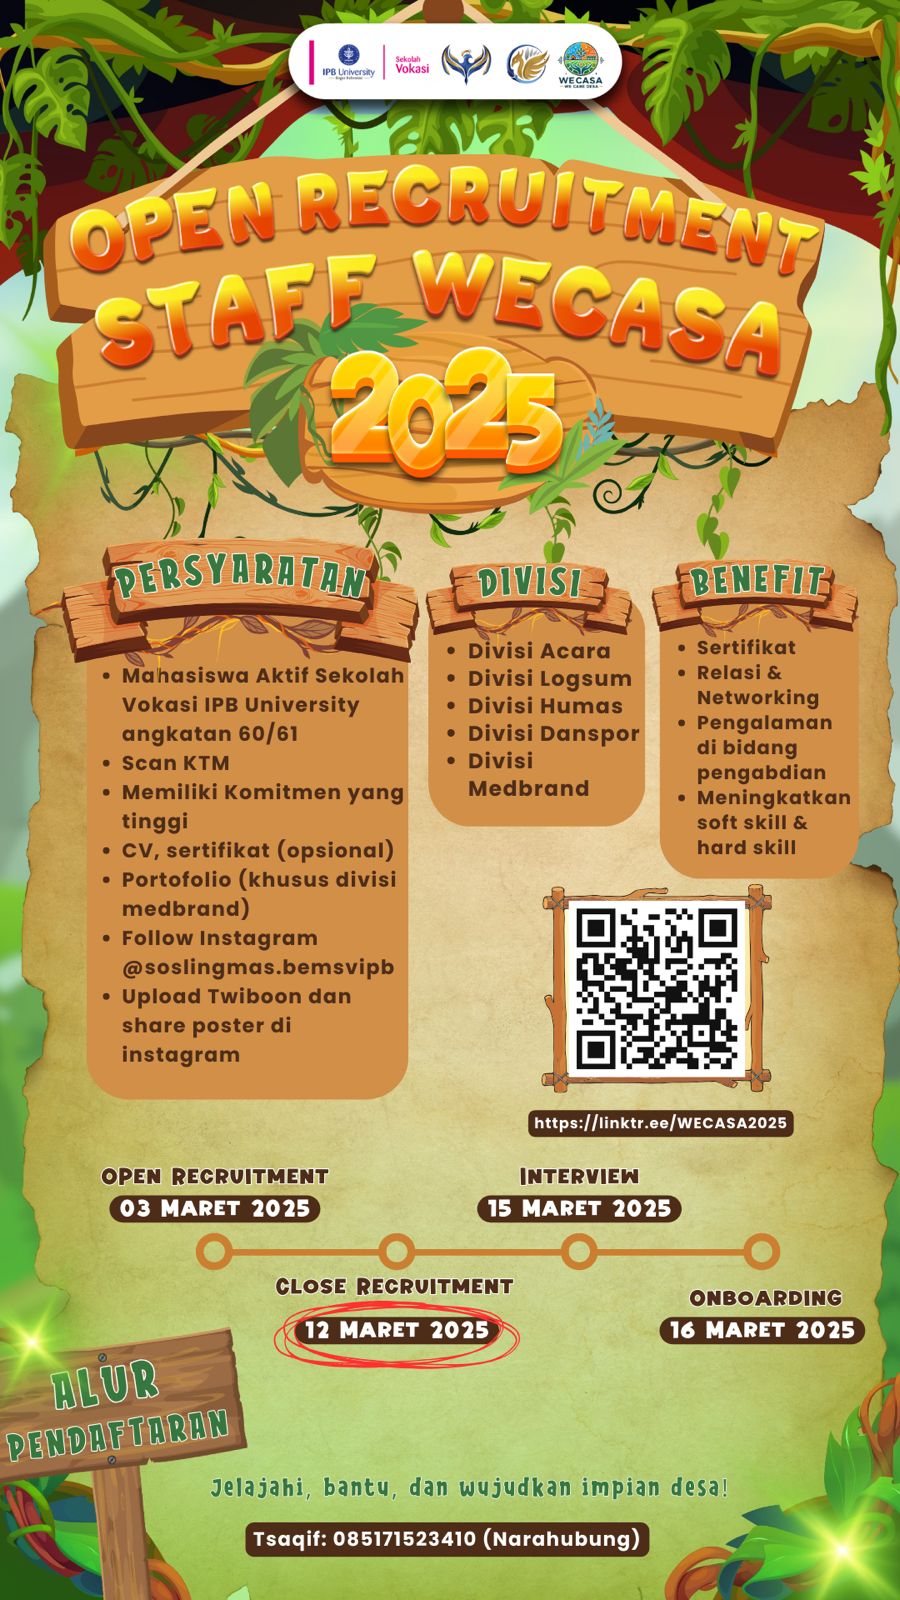 IPB University
Bogor Indonesia
Sekolah
Vokasi
WECASA
WE CARE DESA
OPEN RECRUITMENT
STAFF WECASA
2025
PERSYARATAN
Mahasiswa Aktif Sekolah
Vokasi IPB University
angkatan 60/61
Scan KTM
Memiliki Komitmen yang
tinggi
CV, sertifikat (opsional)
Portofolio (khusus divisi
medbrand)
Follow Instagram
@soslingmas.bemsvipb
Upload Twiboon dan
share poster di
instagram
DIVISI
Divisi Acara
Divisi Logsum
Divisi Humas
Divisi Danspor
Divisi
Medbrand
BENEFIT
Sertifikat
Relasi &
Networking
Pengalaman
di bidang
pengabdian
Meningkatkan
soft skill &
hard skill
https://linktr.ee/WECASA2025
OPEN RECRUITMENT
03 MARET 2025
INTERVIEW
15 MARET 2025
CLOSE RECRUITMENT
12 MARET 2025
ONBOARDING
16 MARET 2025
ALUR
PENDAFTARAN
Jelajahi, bantu, dan wujudkan impian desa!
Tsaqif: 085171523410 (Narahubung)